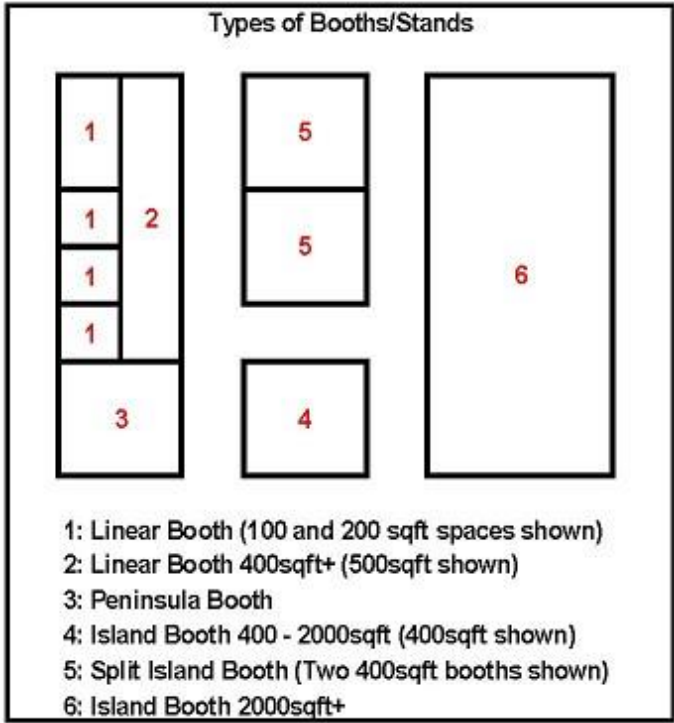 Types of Booths/Stands
1
5
1
2
1
5
6
1
3
4
1: Linear Booth (100 and 200 sqft spaces shown)
2: Linear Booth 400sqft+ (500sqft shown)
3: Peninsula Booth
4: Island Booth 400 - 2000sqft (400sqft shown)
5: Split Island Booth (Two 400sqft booths shown)
6: Island Booth 2000sqft+